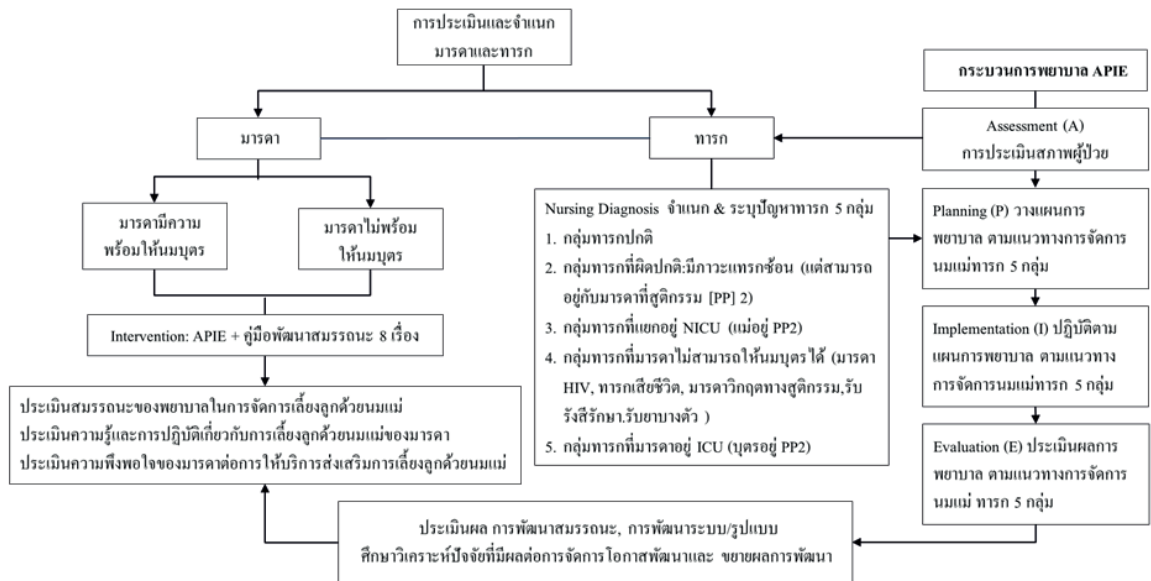 การประเมินและจำแนก
มารดาและทารก
กระบวนการพยาบาล APIE
มารดา
ทารก
Assessment (A)
การประเมินสภาพผู้ป่วย
มารดามีความ
พร้อมให้นมบุตร
มารดาไม่พร้อม
ให้นมบุตร
Intervention: APIE + คู่มือพัฒนาสมรรถนะ 8 เรื่อง
Nursing Diagnosis จำแนก & ระบุปัญหาทารก 5 กลุ่ม
1. กลุ่มทารกปกติ
2. กลุ่มทารกที่ผิดปกติ:มีภาวะแทรกซ้อน (แต่สามารถ
อยู่กับมารดาที่สูติกรรม [PP] 2)
3. กลุ่มทารกที่แยกอยู่ NICU (แม่อยู่ PP2)
4. กลุ่มทารกที่มารดาไม่สามารถให้นมบุตรได้ (มารดา
HIV, ทารกเสียชีวิต, มารดาวิกฤตทางสูติกรรม,รับ
รังสีรักษา.รับยาบางตัว )
5. กลุ่มทารกที่มารดาอยู่ ICU (บุตรอยู่ PP2)
Planning (P) วางแผนการ
พยาบาล ตามแนวทางการจัดการ
นมแม่ทารก 5 กลุ่ม
Implementation (I) ปฏิบัติตาม
แผนการพยาบาล ตามแนวทาง
การจัดการนมแม่ทารก 5 กลุ่ม
Evaluation (E) ประเมินผลการ
พยาบาล ตามแนวทางการจัดการ
นมแม่ ทารก 5 กลุ่ม
ประเมินสมรรถนะของพยาบาลในการจัดการเลี้ยงลูกด้วยนมแม่
ประเมินความรู้และการปฏิบัติเกี่ยวกับการเลี้ยงลูกด้วยนมแม่ของมารดา
ประเมินความพึงพอใจของมารดาต่อการให้บริการส่งเสริมการเลี้ยงลูกด้วยนมแม่
ประเมินผล การพัฒนาสมรรถนะ, การพัฒนาระบบ/รูปแบบ
ศึกษาวิเคราะห์ปัจจัยที่มีผลต่อการจัดการโอกาสพัฒนาและ ขยายผลการพัฒนา